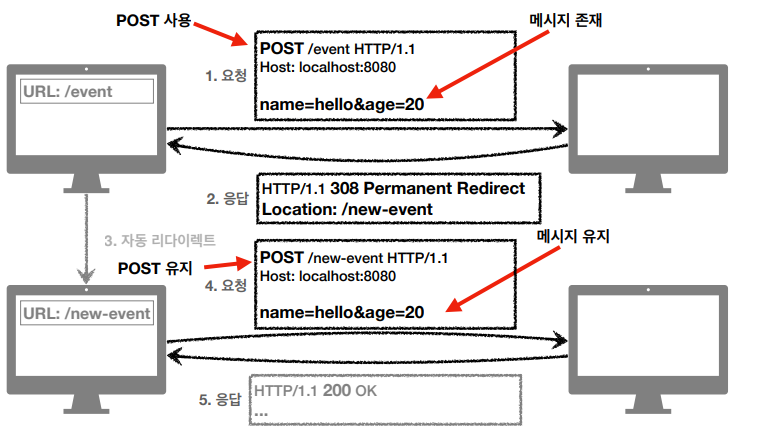 POST 사용
메시지 존재
POST /event HTTP/1.1
Host: localhost:8080
name=hello&age=20
1. 요청
URL: /event
2. 응답
HTTP/1.1 308 Permanent Redirect
Location: /new-event
3. 자동 리다이렉트
메시지 유지
POST 유지
POST /new-event HTTP/1.1
Host: localhost:8080
name=hello&age=20
4. 요청
URL: /new-event
5. 응답
HTTP/1.1 200 OK
...